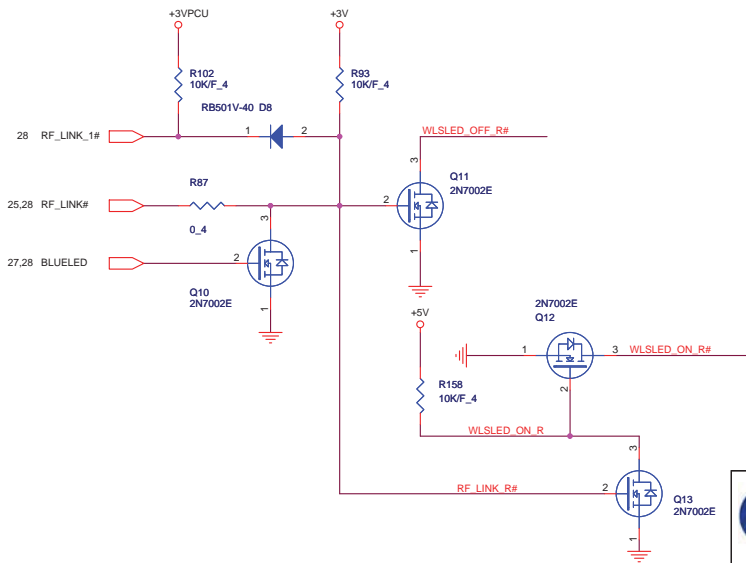 +3VPCU
+3V
R102
10K/F_4
R93
10K/F_4
RB501V-40 D8
28 RF_LINK_1#
1
2
WLSLED_OFF_R#
3
R87
Q11
2N7002E
25,28 RF_LINK#
2
0_4
3
1
27,28 BLUELED
2
Q10
2N7002E
1
2N7002E
Q12
+5V
1
3 WLSLED_ON_R#
R158
10K/F_4
2
WLSLED_ON_R
3
RF_LINK_R#
2
Q13
2N7002E
1